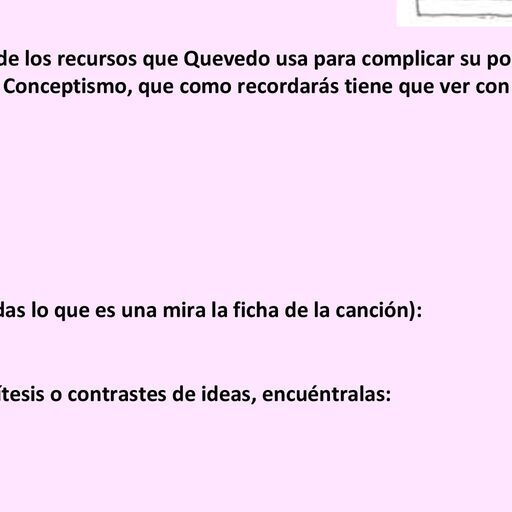 de los recursos que Quevedo usa para complicar su po
Conceptismo, que como recordarás tiene que ver con
das lo que es una mira la ficha de la canción):
ítesis o contrastes de ideas, encuéntralas: